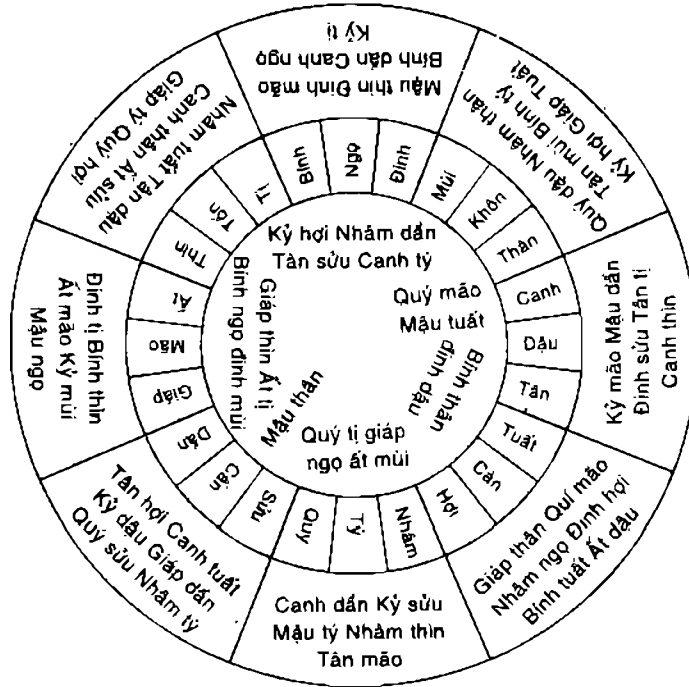 Mậu thìn Đinh mão
Bính dần Canh ngọ
Kỷ tị
Quý dậu Nhâm thân
Tân mùi Bính tý
Kỷ hợi Giáp Tuất
Kỷ mão Mậu dần
Đinh sửu Tân tị
Canh thìn
Giáp thân Quí mão
Nhâm ngọ Đinh hợi
Bính tuất Ất dậu
Canh dần Kỷ sửu
Mậu tý Nhâm thìn
Tân mão
Tân hợi Canh tuất
Kỷ dậu Giáp dần
Quý sửu Nhâm tý
Đinh tị Bính thìn
Ất mão Kỷ mùi
Mậu ngọ
Nhâm tuất Tân dậu
Canh thân Ất sửu
Giáp tý Quý hợi
Bính
Ngọ
Đinh
Mùi
Khôn
Thân
Canh
Dậu
Tân
Tuất
Càn
Hợi
Nhâm
Tý
Quý
Sửu
Cấn
Dần
Giáp
Mão
Ất
Thìn
Tốn
Tị
Kỷ hợi Nhâm dần
Tân sửu Canh tý
Quý mão
Mậu tuất
Bính thân
đinh dậu
Quý tị giáp
ngọ ất mùi
Mậu thân
Giáp thìn Ất tị
Bính ngọ đinh mùi